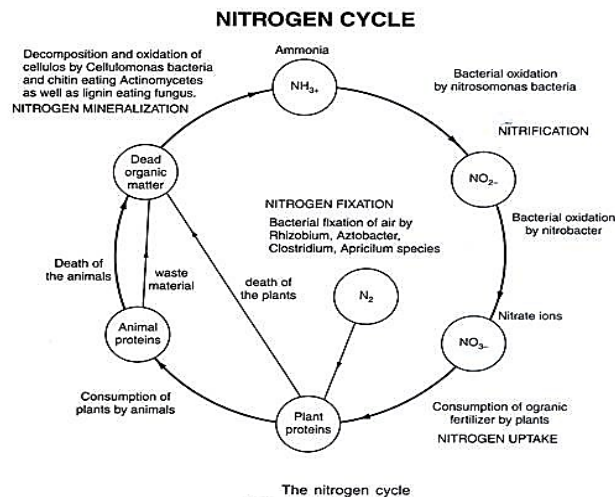 NITROGEN CYCLE
Decomposition and oxidation of
cellulos by Cellulomonas bacteria
and chitin eating Actinomycetes
as well as lignin eating fungus.
NITROGEN MINERALIZATION
Ammonia
NH3+
Bacterial oxidation
by nitrosomonas bacteria
NITRIFICATION
NO2–
Bacterial oxidation
by nitrobacter
Nitrate ions
NO3–
Consumption of ogranic
fertilizer by plants
NITROGEN UPTAKE
Dead
organic
matter
NITROGEN FIXATION
Bacterial fixation of air by
Rhizobium, Aztobacter,
Clostridium, Apricilum species
N2
Death of
the animals
waste
material
death of
the plants
Animal
proteins
Consumption of
plants by animals
Plant
proteins
The nitrogen cycle